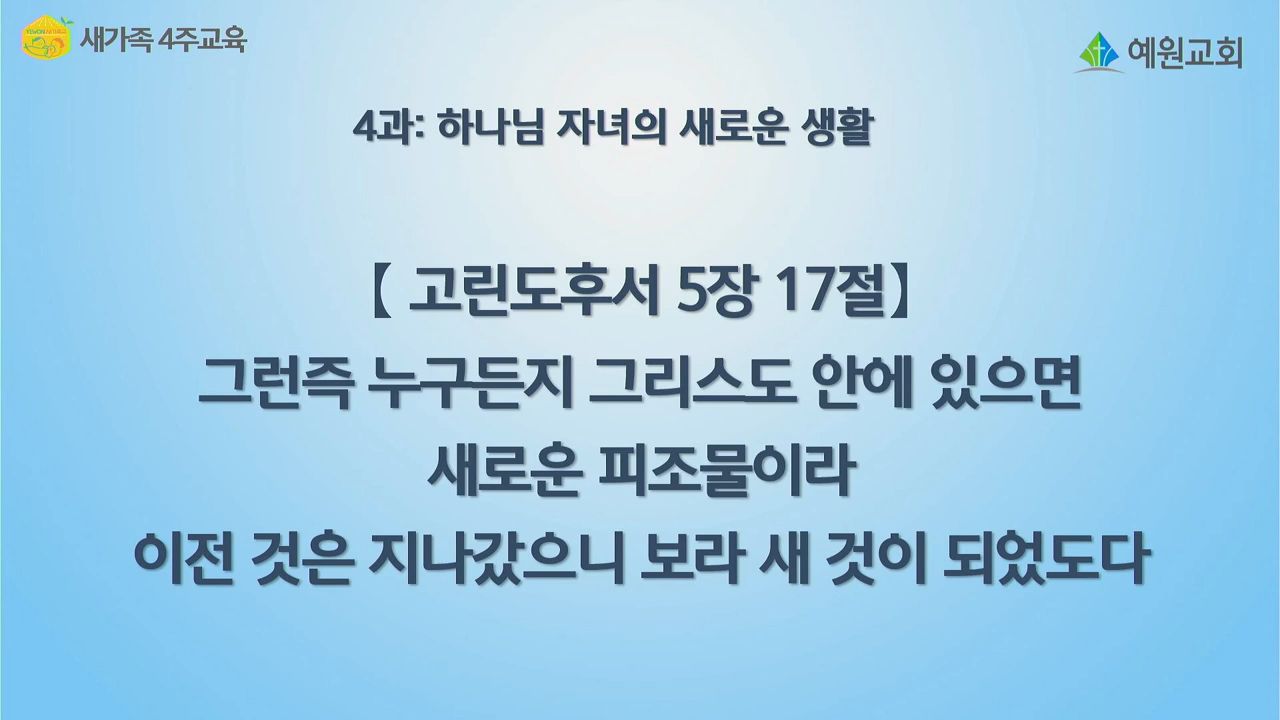 새가족 4주교육
예원교회
4과: 하나님 자녀의 새로운 생활
【 고린도후서 5장 17절】
그런즉 누구든지 그리스도 안에 있으면
새로운 피조물이라
이전 것은 지나갔으니 보라 새 것이 되었도다